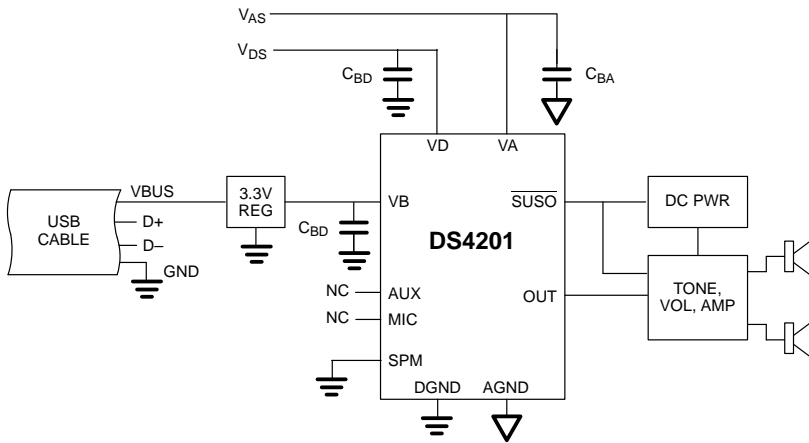 VAS
VDS
CBD
CBA
VD VA
VBUS
3.3V
REG
VB
SUSO
DC PWR
USB
CABLE
D+
D–
CBD
GND
DS4201
NC
AUX
NC
MIC
OUT
TONE,
VOL, AMP
SPM
DGND AGND